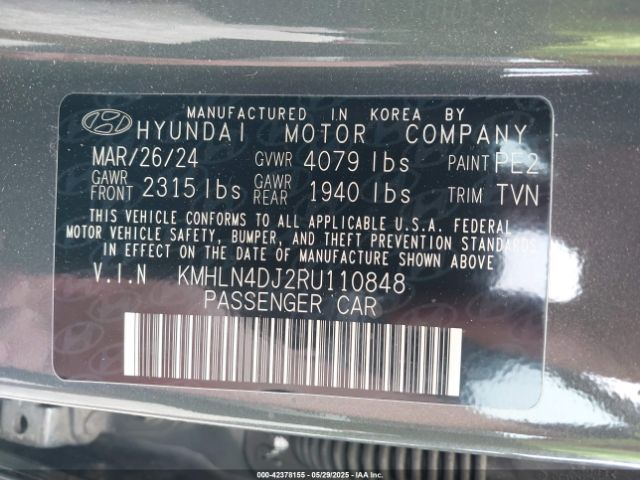 MANUFACTURED IN KOREA BY
HYUNDAI MOTOR COMPANY
MAR/26/24 GVWR 4079 lbs PAINT PE2
GAWR FRONT 2315 lbs GAWR REAR 1940 lbs TRIM TVN
THIS VEHICLE CONFORMS TO ALL APPLICABLE U.S.A. FEDERAL
MOTOR VEHICLE SAFETY, BUMPER, AND THEFT PREVENTION STANDARDS
IN EFFECT ON THE DATE OF MANUFACTURE SHOWN ABOVE
V.I.N KMHLN4DJ2RU110848
PASSENGER CAR
000-42378155 - 05/29/2025 - IAAI.COM